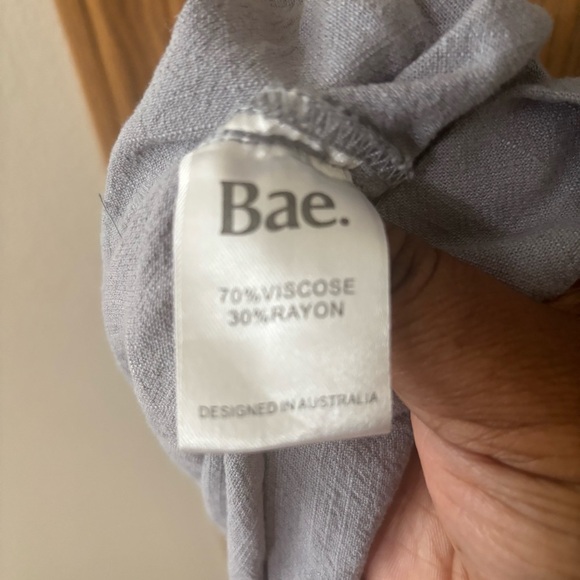 Bae.
70%VISCOSE
30%RAYON
DESIGNED IN AUSTRALIA